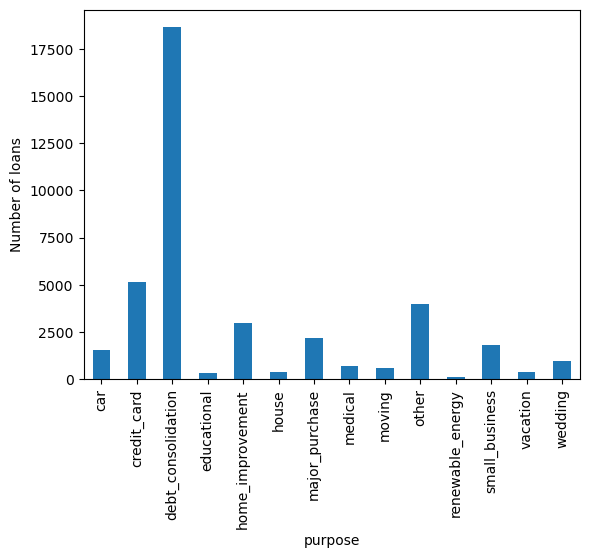 17500
15000
12500
10000
7500
5000
2500
0
Number of loans
car
credit_card
debt_consolidation
educational
home_improvement
house
major_purchase
medical
moving
other
renewable_energy
small_business
vacation
wedding
purpose